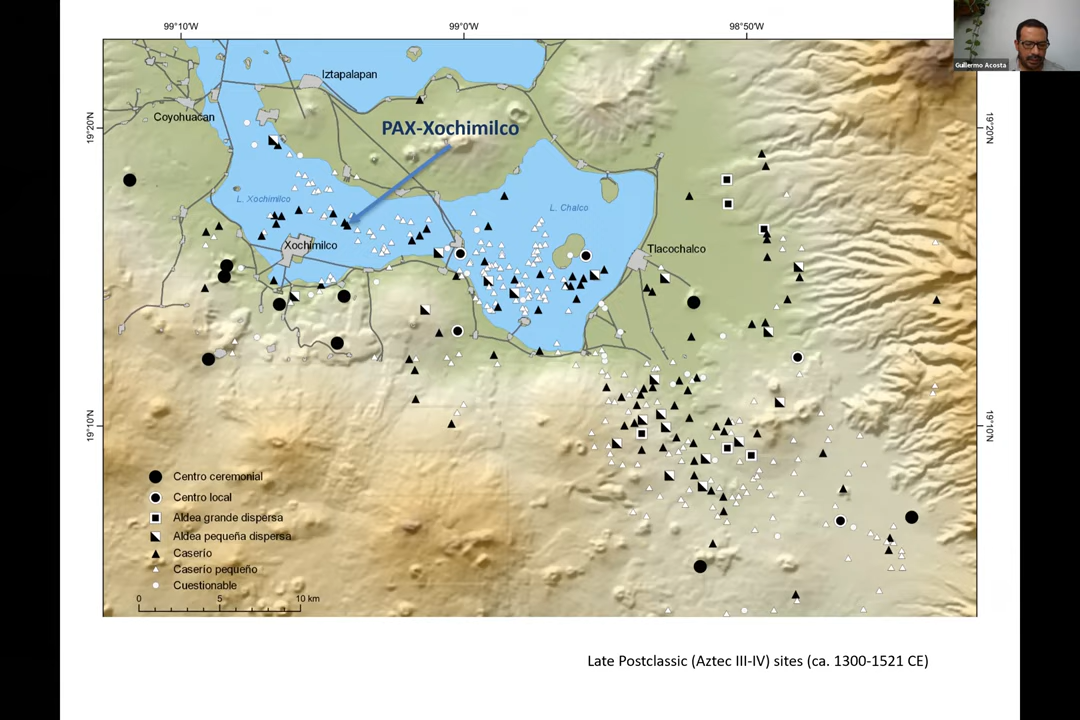 99°10'W
99°0'W
98°50'W
Guillermo Acosta
Iztapalapan
Coyohuacan
PAX-Xochimilco
19°20'N
19°20'N
L. Xochimilco
L. Chalco
Xochimilco
Tlacochalco
19°10'N
19°10'N
Centro ceremonial
Centro local
Aldea grande dispersa
Aldea pequeña dispersa
Caserío
Caserío pequeño
Cuestionable
0 5 10 km
Late Postclassic (Aztec III-IV) sites (ca. 1300-1521 CE)